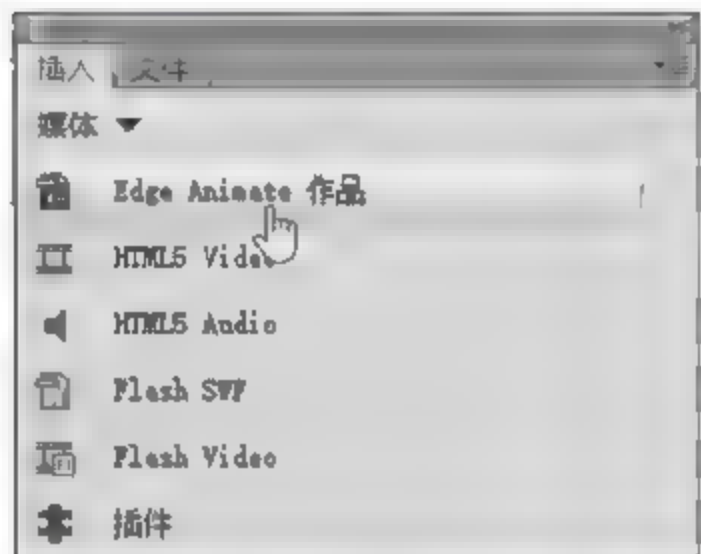 插入 文件
媒体
Edge Animate 作品
HTML5 Video
HTML5 Audio
Flash SWF
Flash Video
插件